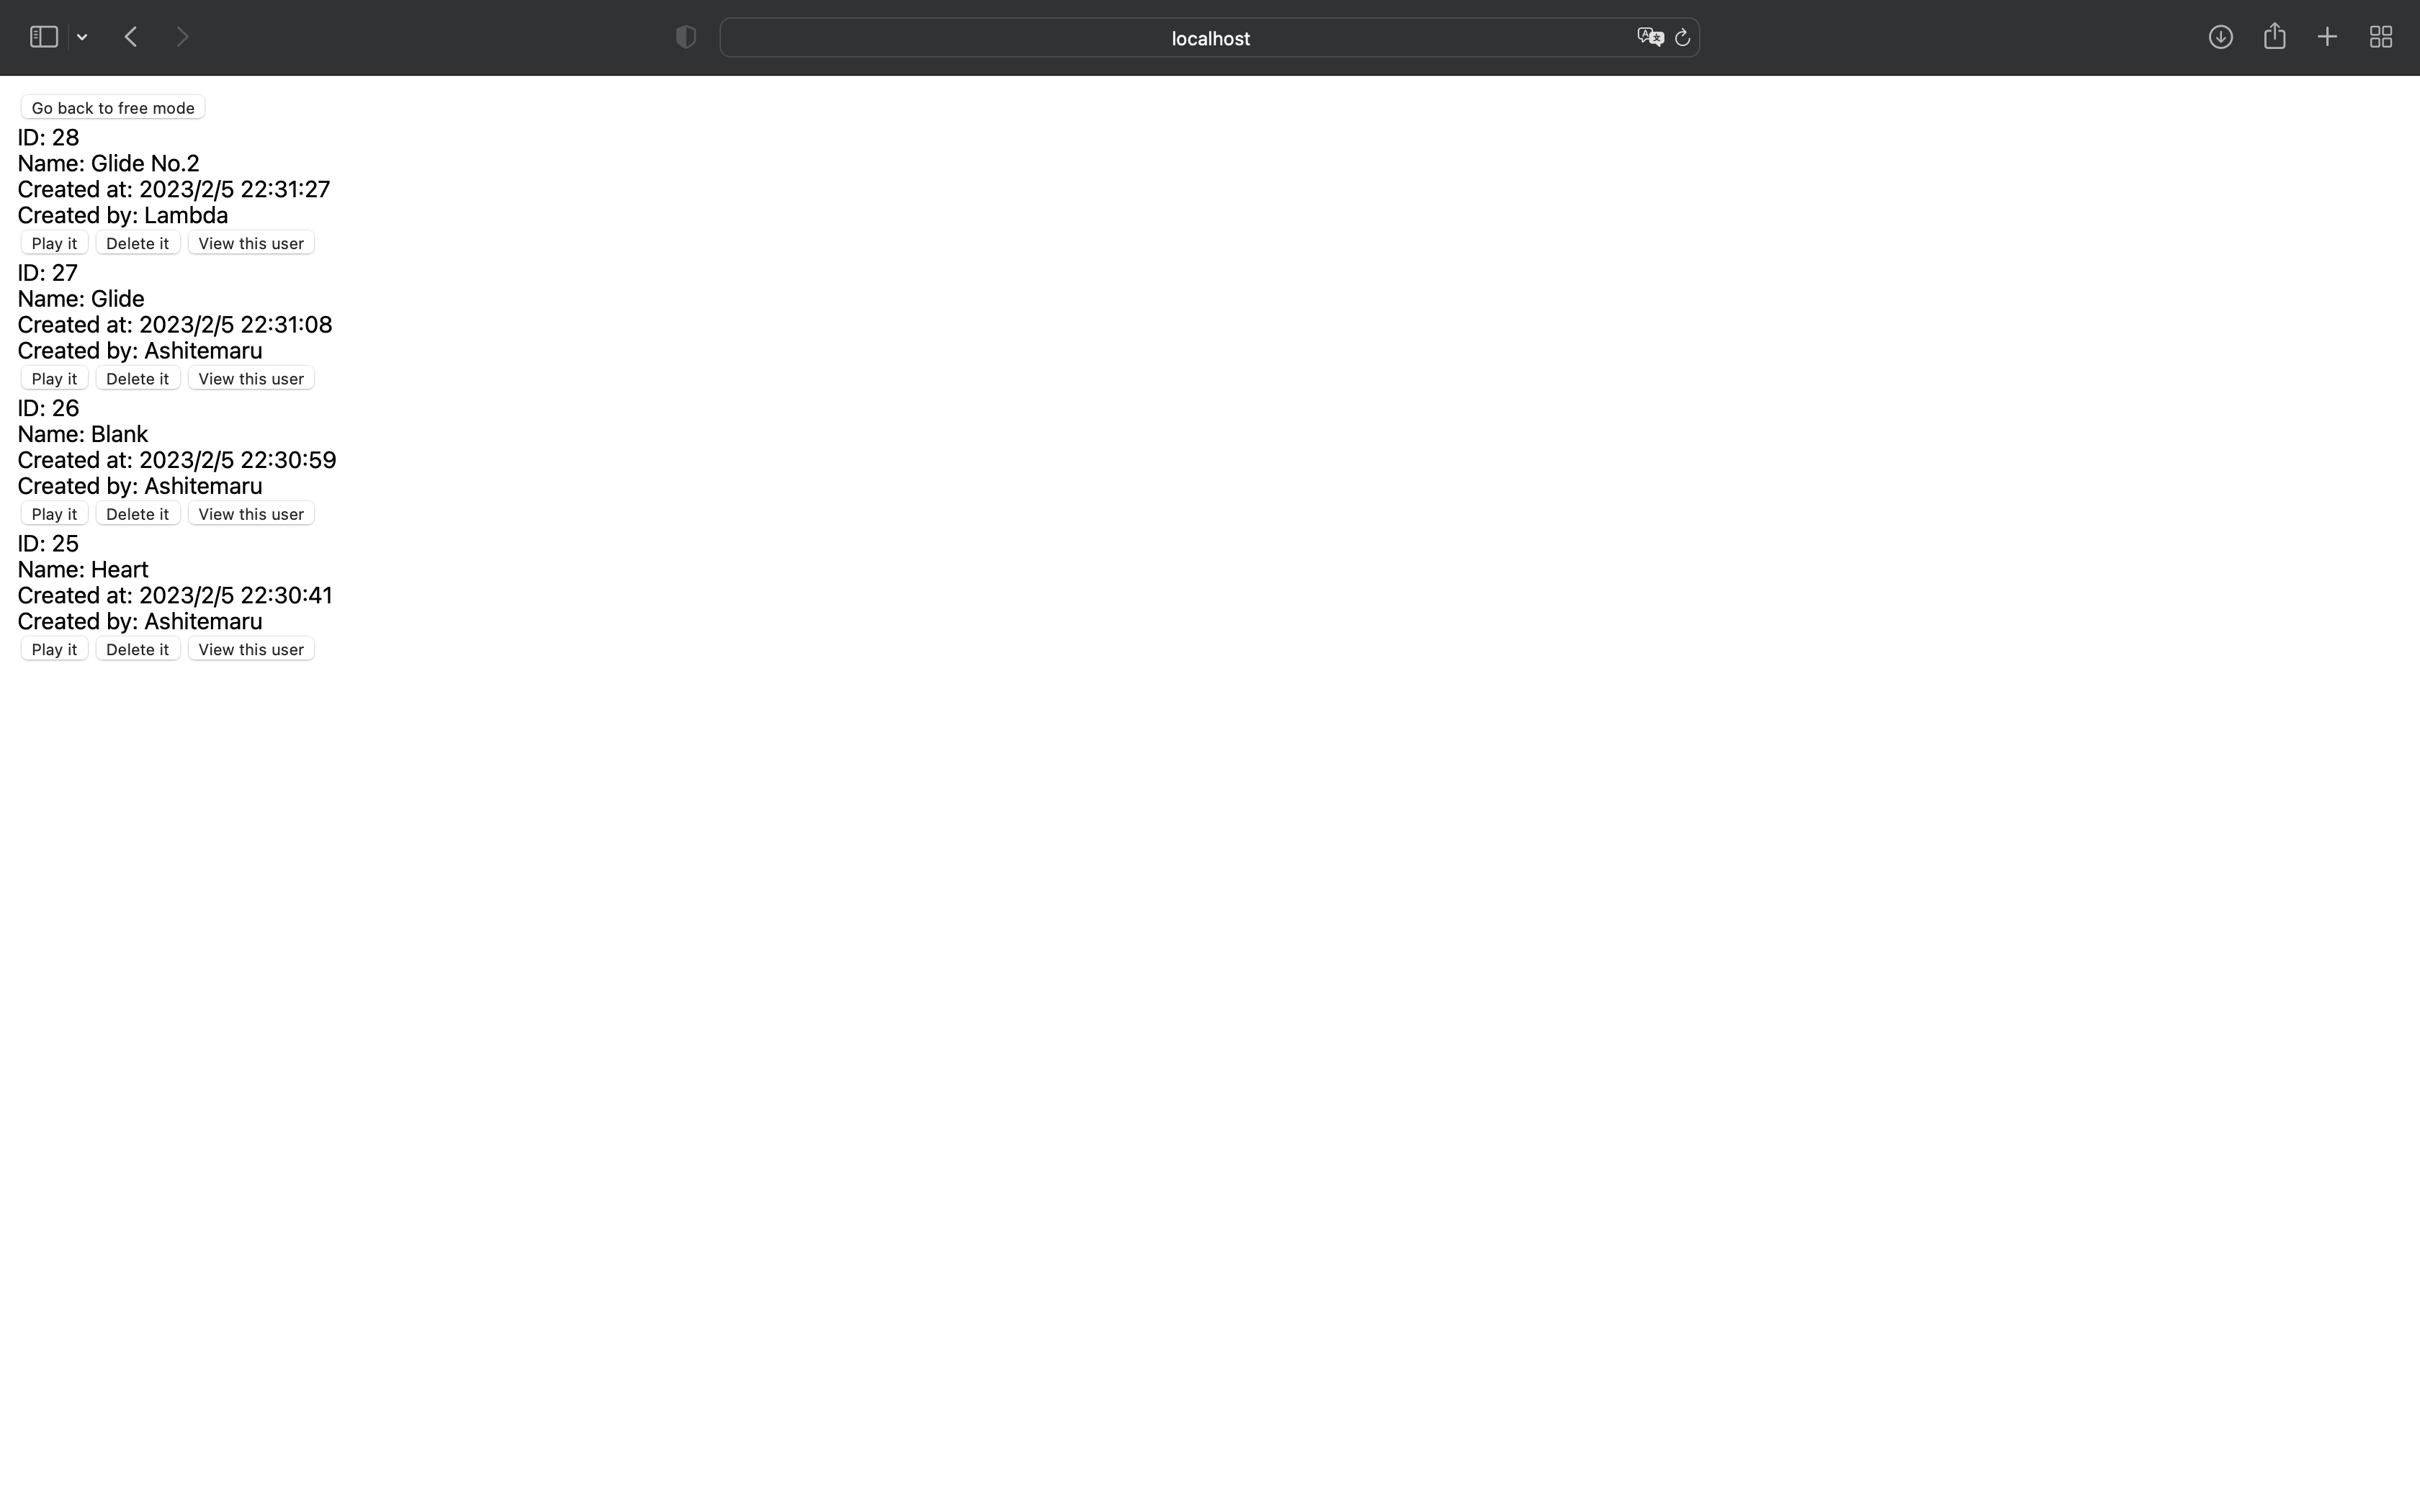 localhost
Go back to free mode
ID: 28
Name: Glide No.2
Created at: 2023/2/5 22:31:27
Created by: Lambda
Play it Delete it View this user
ID: 27
Name: Glide
Created at: 2023/2/5 22:31:08
Created by: Ashitemaru
Play it Delete it View this user
ID: 26
Name: Blank
Created at: 2023/2/5 22:30:59
Created by: Ashitemaru
Play it Delete it View this user
ID: 25
Name: Heart
Created at: 2023/2/5 22:30:41
Created by: Ashitemaru
Play it Delete it View this user